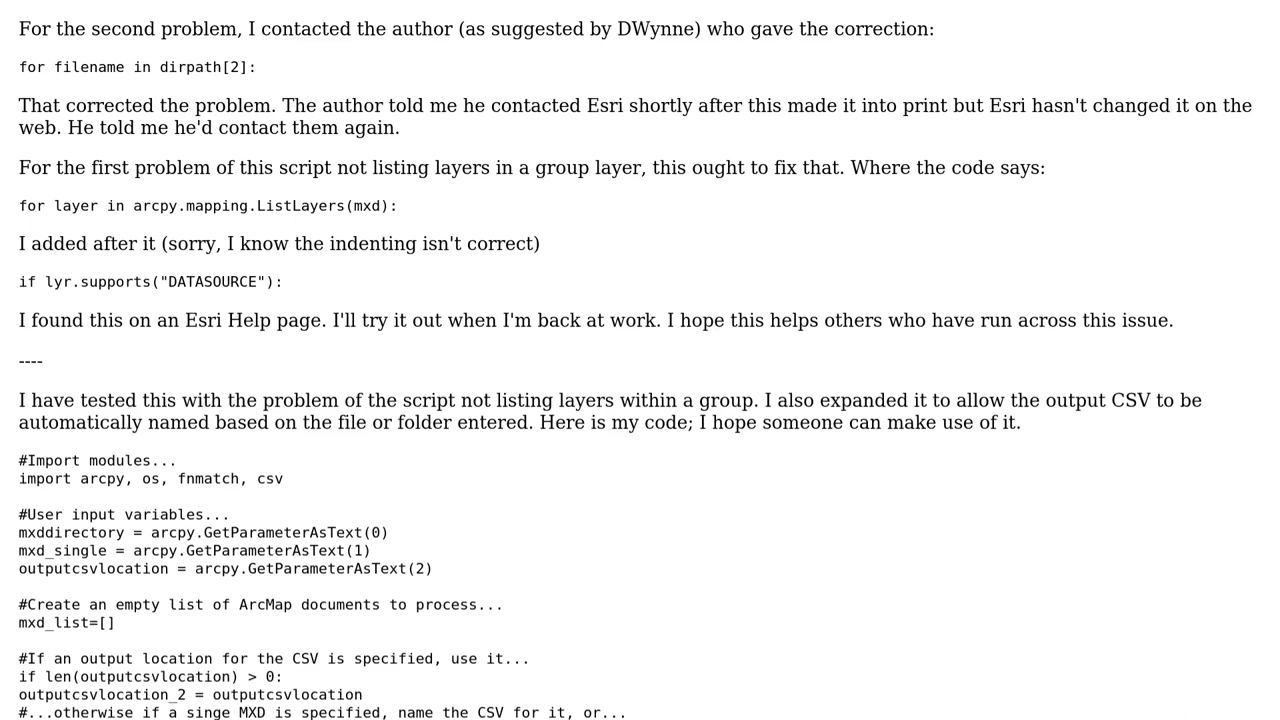 For the second problem, I contacted the author (as suggested by DWynne) who gave the correction:
for filename in dirpath[2]:
That corrected the problem. The author told me he contacted Esri shortly after this made it into print but Esri hasn't changed it on the
web. He told me he'd contact them again.
For the first problem of this script not listing layers in a group layer, this ought to fix that. Where the code says:
for layer in arcpy.mapping.ListLayers(mxd):
I added after it (sorry, I know the indenting isn't correct)
if lyr.supports("DATASOURCE"):
I found this on an Esri Help page. I'll try it out when I'm back at work. I hope this helps others who have run across this issue.
----
I have tested this with the problem of the script not listing layers within a group. I also expanded it to allow the output CSV to be
automatically named based on the file or folder entered. Here is my code; I hope someone can make use of it.
#Import modules...
import arcpy, os, fnmatch, csv
#User input variables...
mxddirectory = arcpy.GetParameterAsText(0)
mxd_single = arcpy.GetParameterAsText(1)
outputcsvlocation = arcpy.GetParameterAsText(2)
#Create an empty list of ArcMap documents to process...
mxd_list=[]
#If an output location for the CSV is specified, use it...
if len(outputcsvlocation) > 0:
outputcsvlocation_2 = outputcsvlocation
#...otherwise if a singe MXD is specified, name the CSV for it, or...